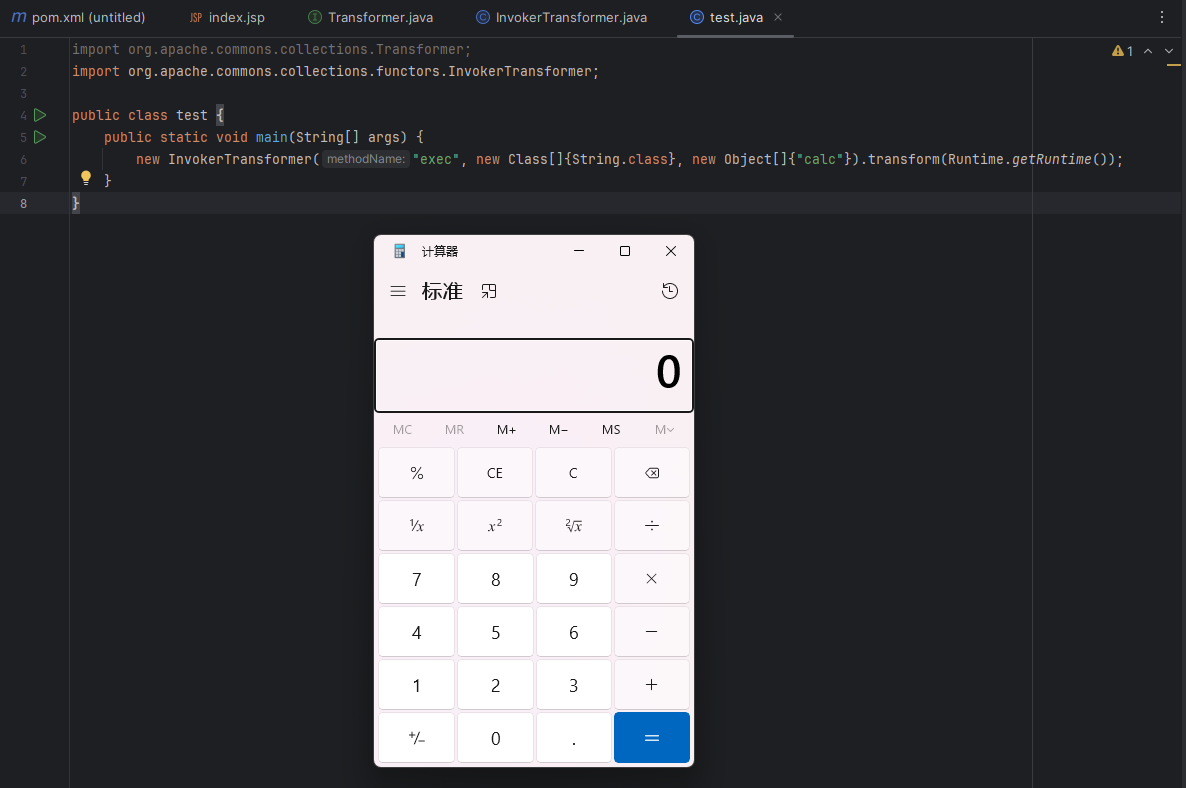 m pom.xml (untitled) JSP index.jsp I Transformer.java C InvokerTransformer.java C test.java ×
1 import org.apache.commons.collections.Transformer; 1
2 import org.apache.commons.collections.functors.InvokerTransformer;
3
4 public class test {
5 public static void main(String[] args) {
6 new InvokerTransformer( methodName: "exec", new Class[]{String.class}, new Object[]{"calc"}).transform(Runtime.getRuntime());
7 }
8 }
计算器
标准
0
MC MR M+ M− MS M
% CE C
¹/x x² ²√x ÷
7 8 9 ×
4 5 6 −
1 2 3 +
+/− 0 . =